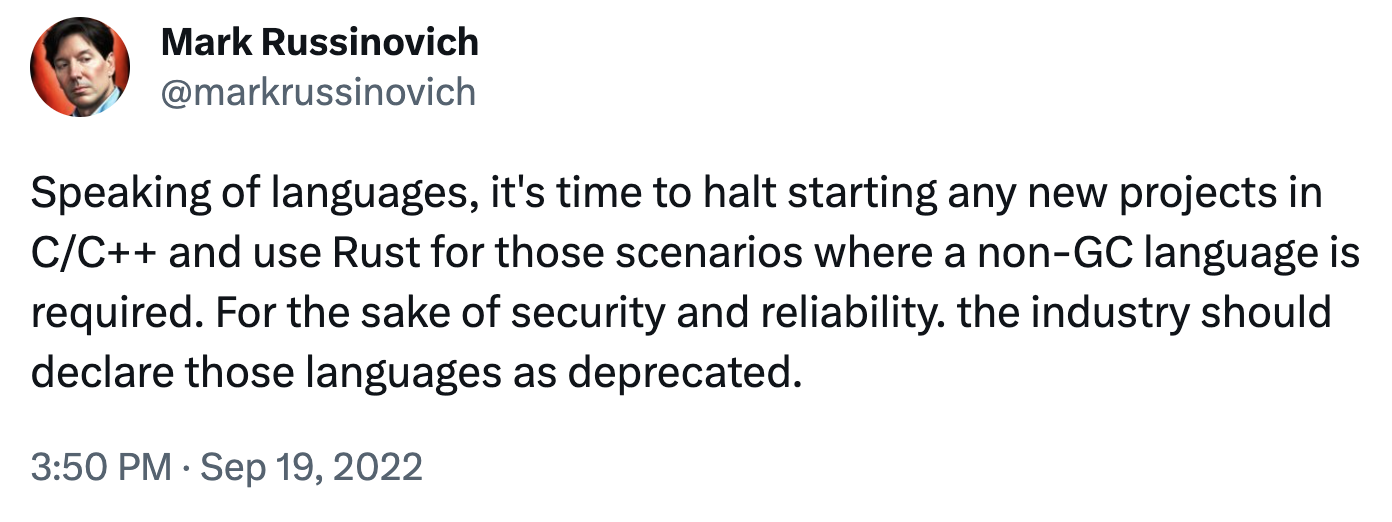 Mark Russinovich
@markrussinovich
Speaking of languages, it's time to halt starting any new projects in
C/C++ and use Rust for those scenarios where a non-GC language is
required. For the sake of security and reliability. the industry should
declare those languages as deprecated.
3:50 PM · Sep 19, 2022